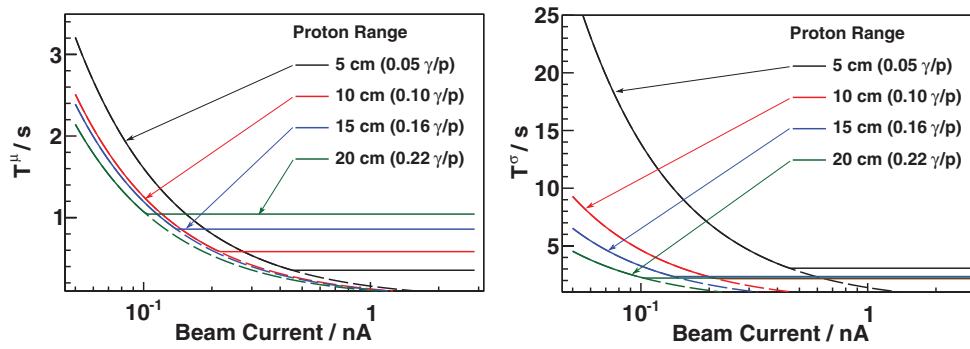 Proton Range
5 cm (0.05 γ/p)
10 cm (0.10 γ/p)
15 cm (0.16 γ/p)
20 cm (0.22 γ/p)
T^μ / s
3
2
1
10⁻¹
1
Beam Current / nA
Proton Range
5 cm (0.05 γ/p)
10 cm (0.10 γ/p)
15 cm (0.16 γ/p)
20 cm (0.22 γ/p)
T^σ / s
25
20
15
10
5
10⁻¹
1
Beam Current / nA